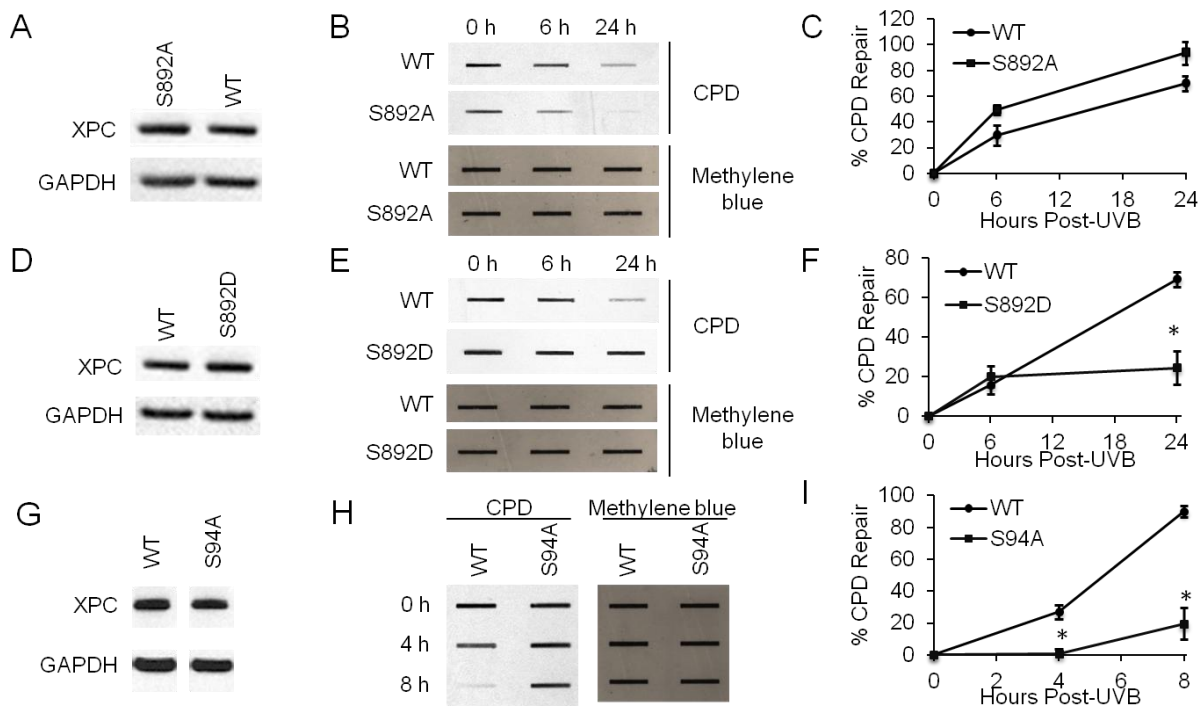 A
S892A
WT
XPC
GAPDH
B
0 h 6 h 24 h
WT
S892A
CPD
WT
S892A
Methylene
blue
C
WT
S892A
% CPD Repair
120
100
80
60
40
20
0
0 6 12 18 24
Hours Post-UVB
D
WT
S892D
XPC
GAPDH
E
0 h 6 h 24 h
WT
S892D
CPD
WT
S892D
Methylene
blue
F
WT
S892D
% CPD Repair
80
60
40
20
0
*
0 6 12 18 24
Hours Post-UVB
G
WT
S94A
XPC
GAPDH
H
CPD Methylene blue
WT S94A WT S94A
0 h
4 h
8 h
I
WT
S94A
% CPD Repair
100
80
60
40
20
0
* *
0 2 4 6 8
Hours Post-UVB